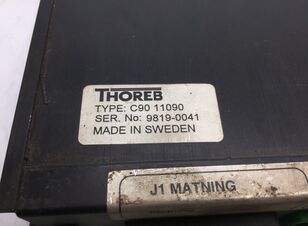 THOREB
TYPE: C90 11090
SER. No: 9819-0041
MADE IN SWEDEN
J1 MATNING